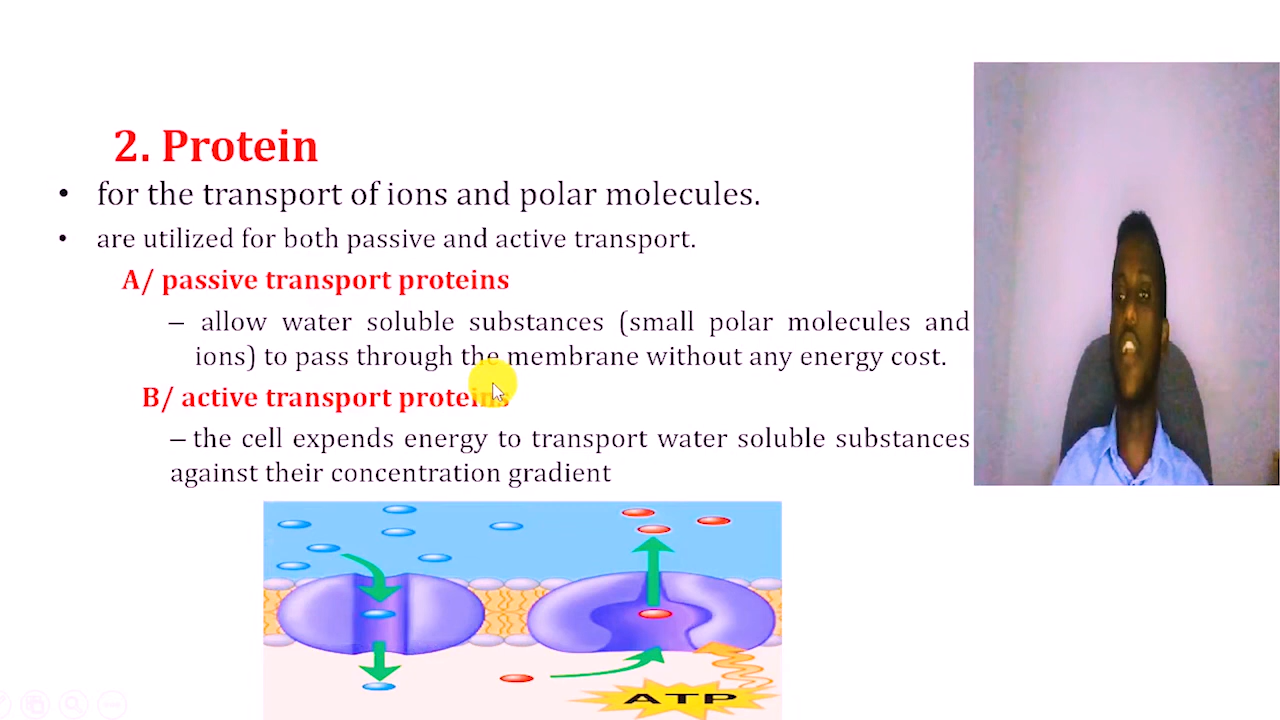 2. Protein
• for the transport of ions and polar molecules.
• are utilized for both passive and active transport.
A/ passive transport proteins
– allow water soluble substances (small polar molecules and
ions) to pass through the membrane without any energy cost.
B/ active transport proteins
– the cell expends energy to transport water soluble substances
against their concentration gradient
ATP